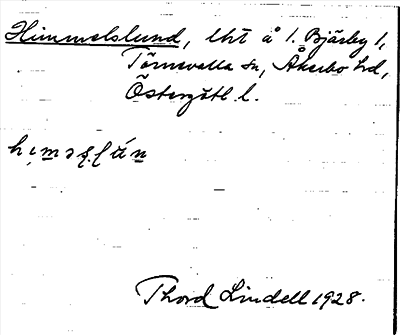 Himmelslund, lht å 1. Bjärby 1,
Törnevalla sn, Åkerbo hd,
Östergötl. l.
Thord Lindell 1928.